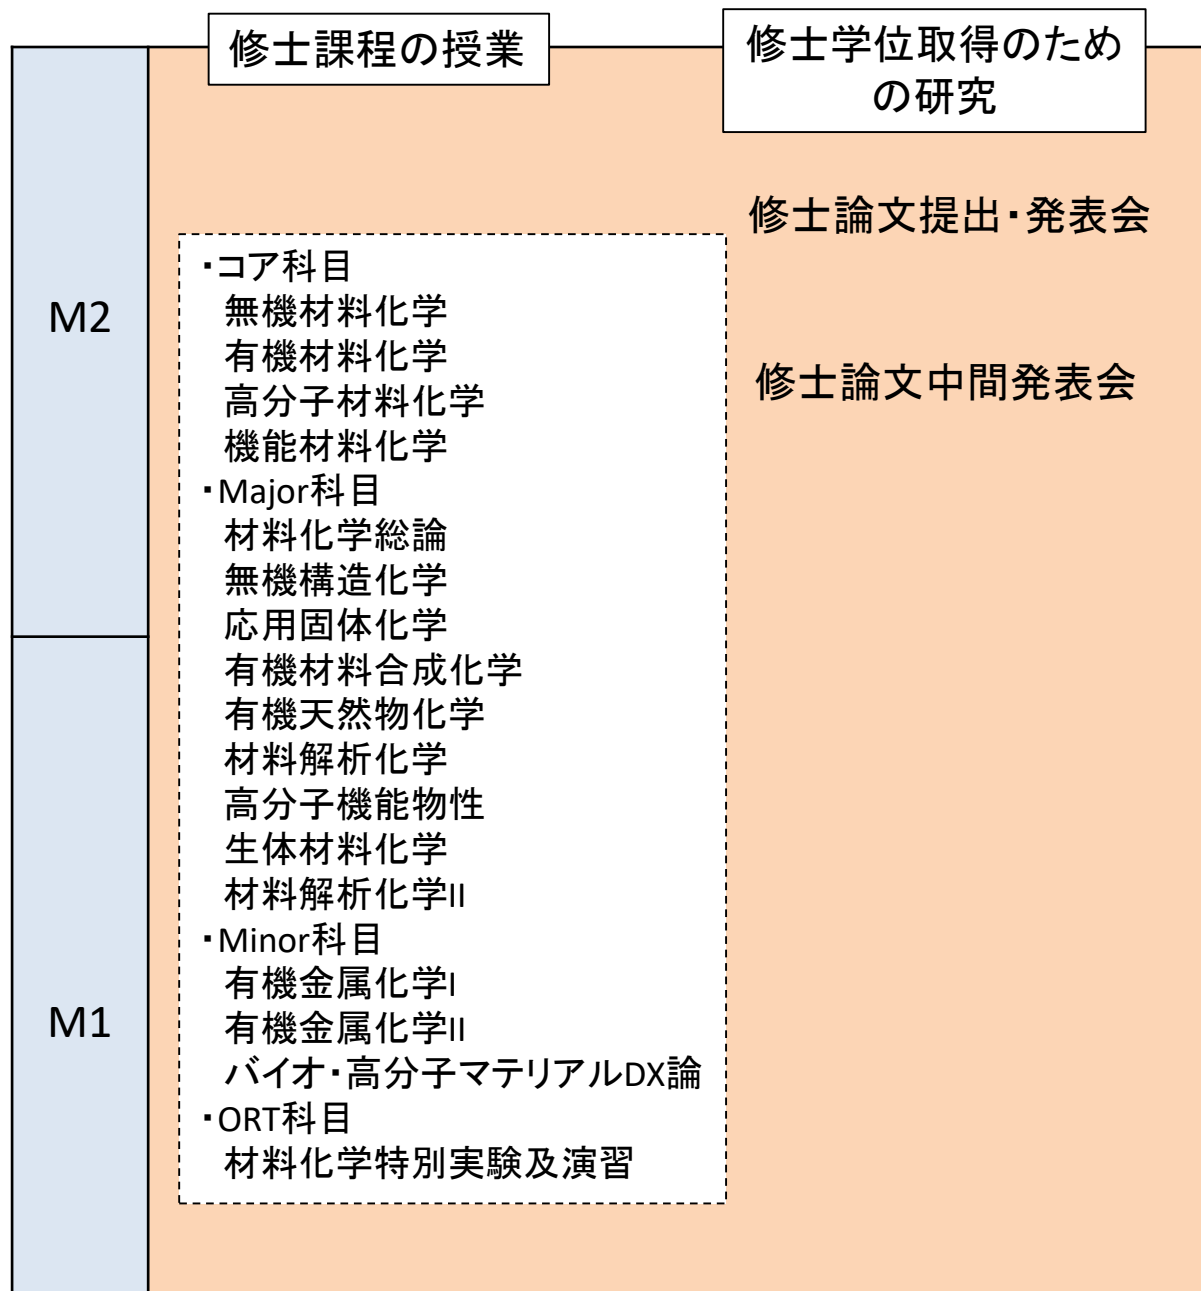 修士課程の授業
修士学位取得のため
の研究
M2
M1
・コア科目
無機材料化学
有機材料化学
高分子材料化学
機能材料化学
・Major科目
材料化学総論
無機構造化学
応用固体化学
有機材料合成化学
有機天然物化学
材料解析化学
高分子機能物性
生体材料化学
材料解析化学II
・Minor科目
有機金属化学I
有機金属化学II
バイオ・高分子マテリアルDX論
・ORT科目
材料化学特別実験及演習
修士論文提出・発表会
修士論文中間発表会